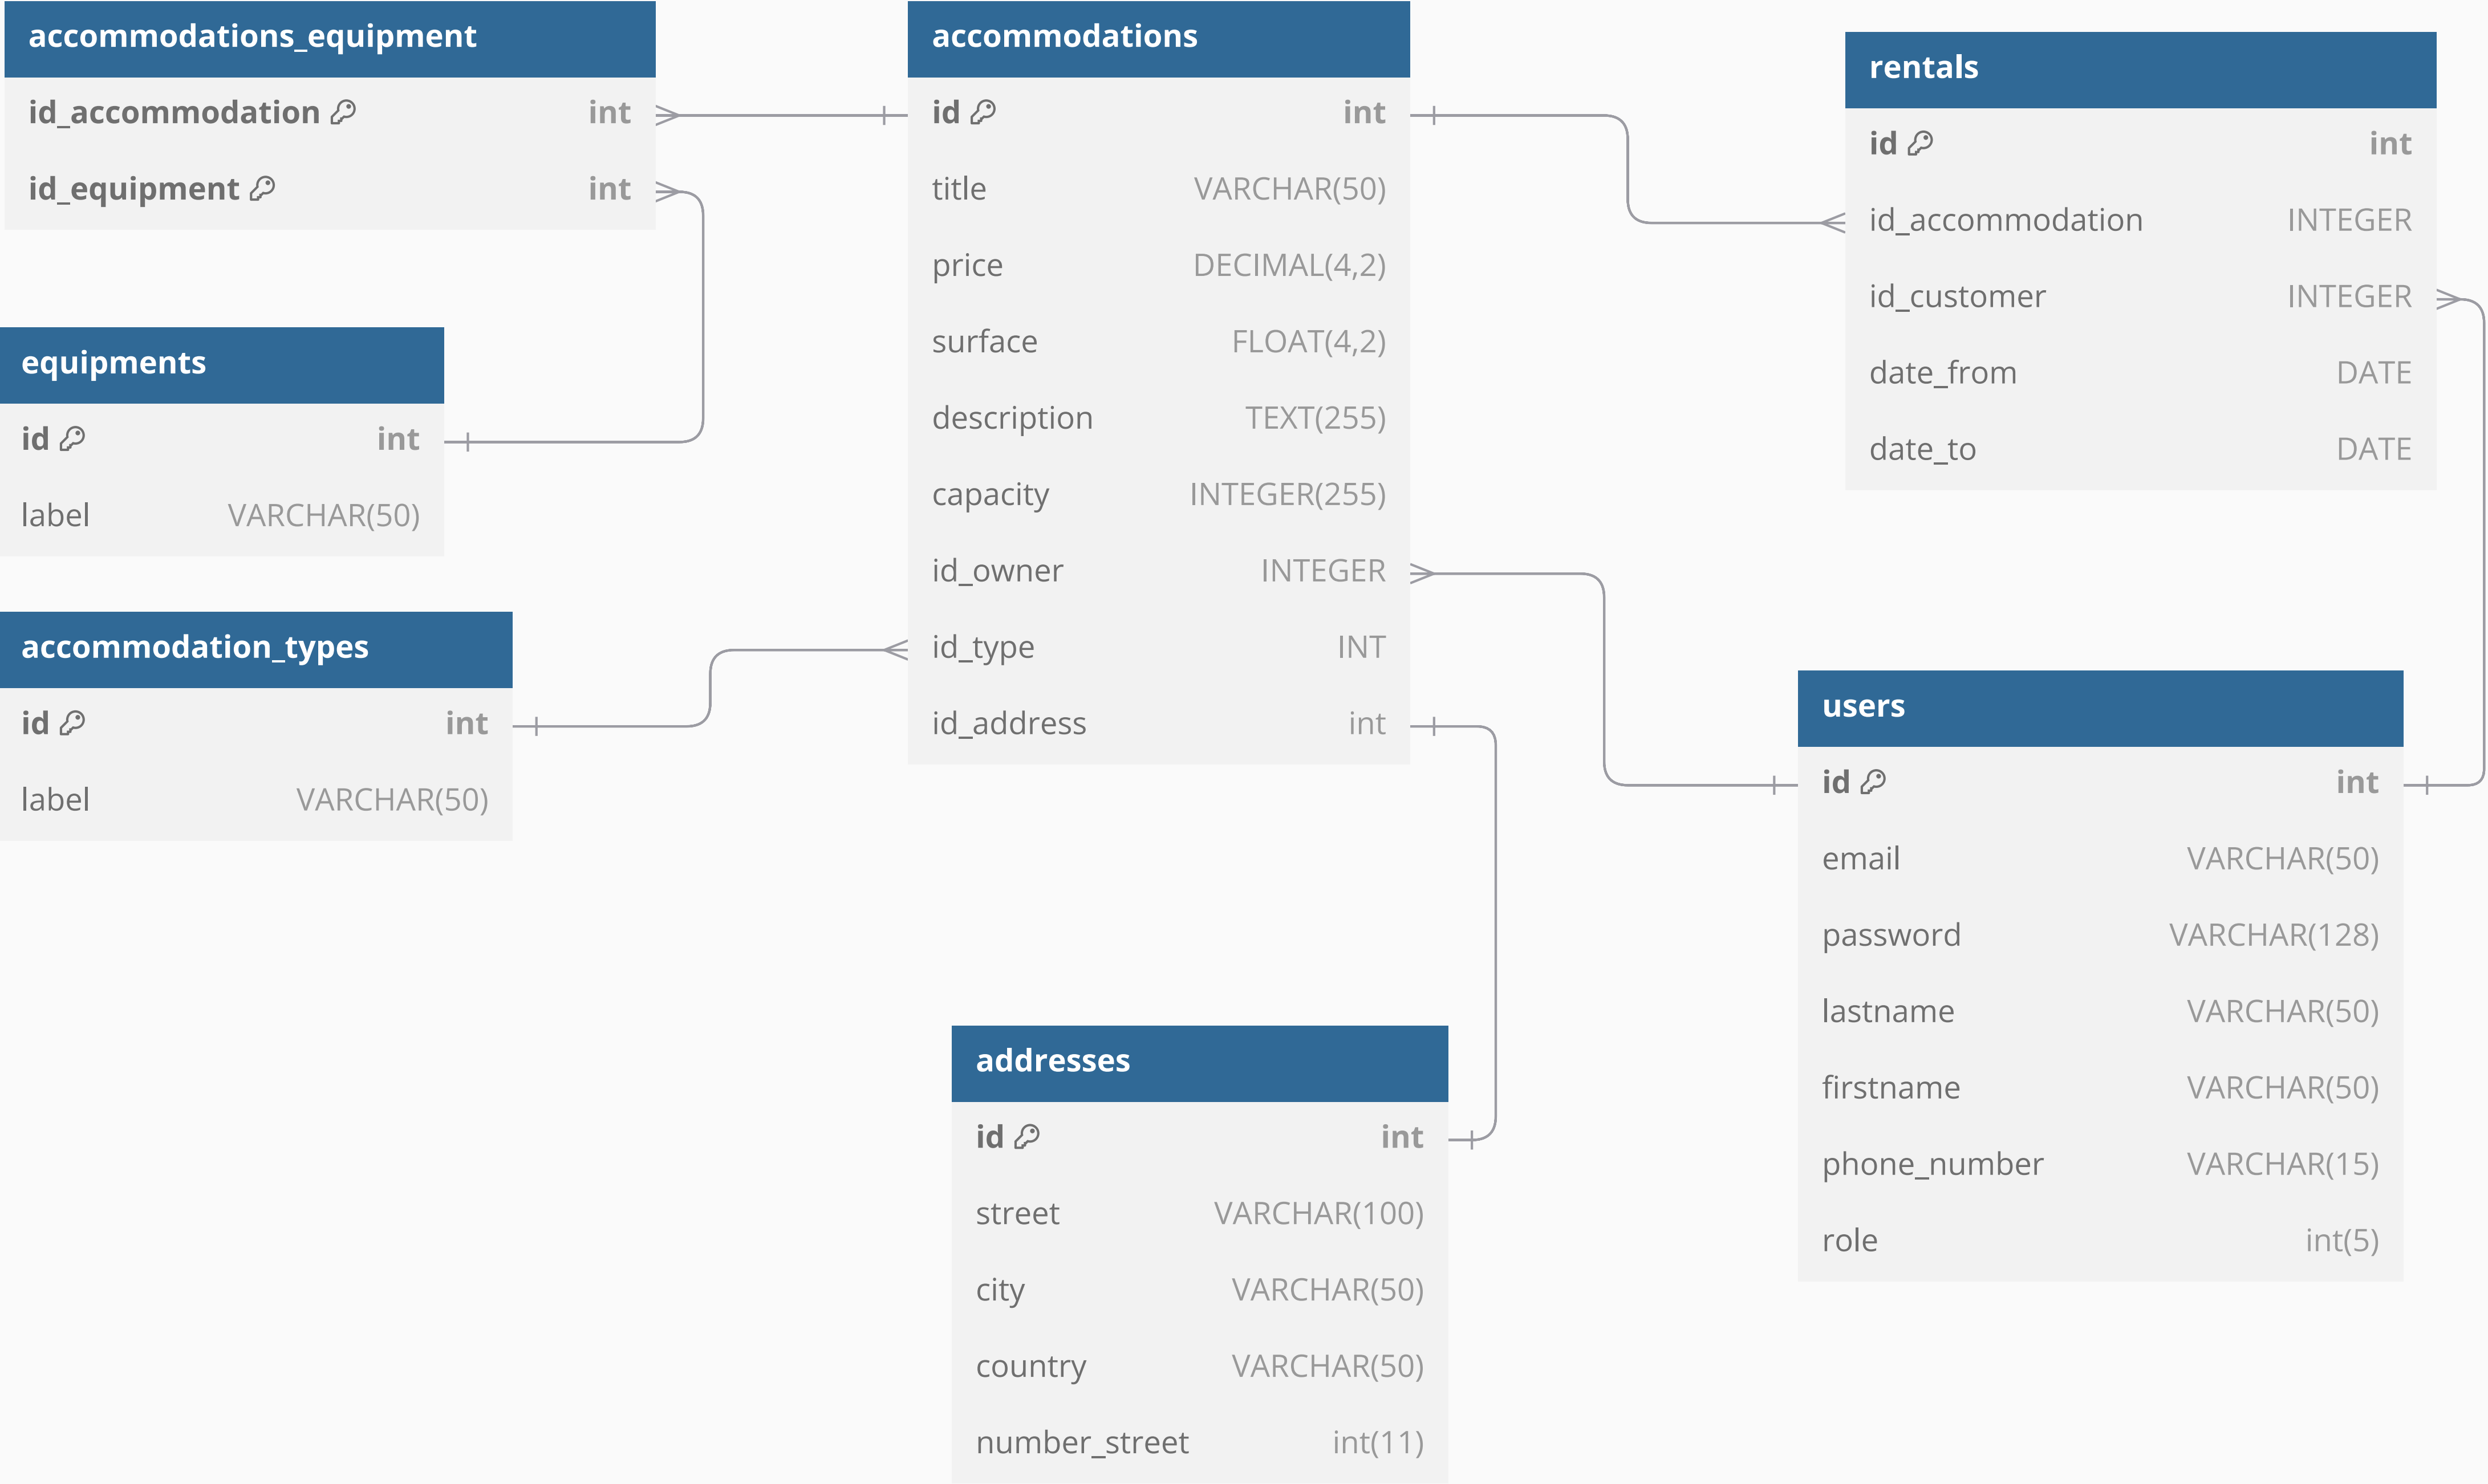 accommodations_equipment
id_accommodation int
id_equipment int
equipments
id int
label VARCHAR(50)
accommodation_types
id int
label VARCHAR(50)
accommodations
id int
title VARCHAR(50)
price DECIMAL(4,2)
surface FLOAT(4,2)
description TEXT(255)
capacity INTEGER(255)
id_owner INTEGER
id_type INT
id_address int
addresses
id int
street VARCHAR(100)
city VARCHAR(50)
country VARCHAR(50)
number_street int(11)
rentals
id int
id_accommodation INTEGER
id_customer INTEGER
date_from DATE
date_to DATE
users
id int
email VARCHAR(50)
password VARCHAR(128)
lastname VARCHAR(50)
firstname VARCHAR(50)
phone_number VARCHAR(15)
role int(5)